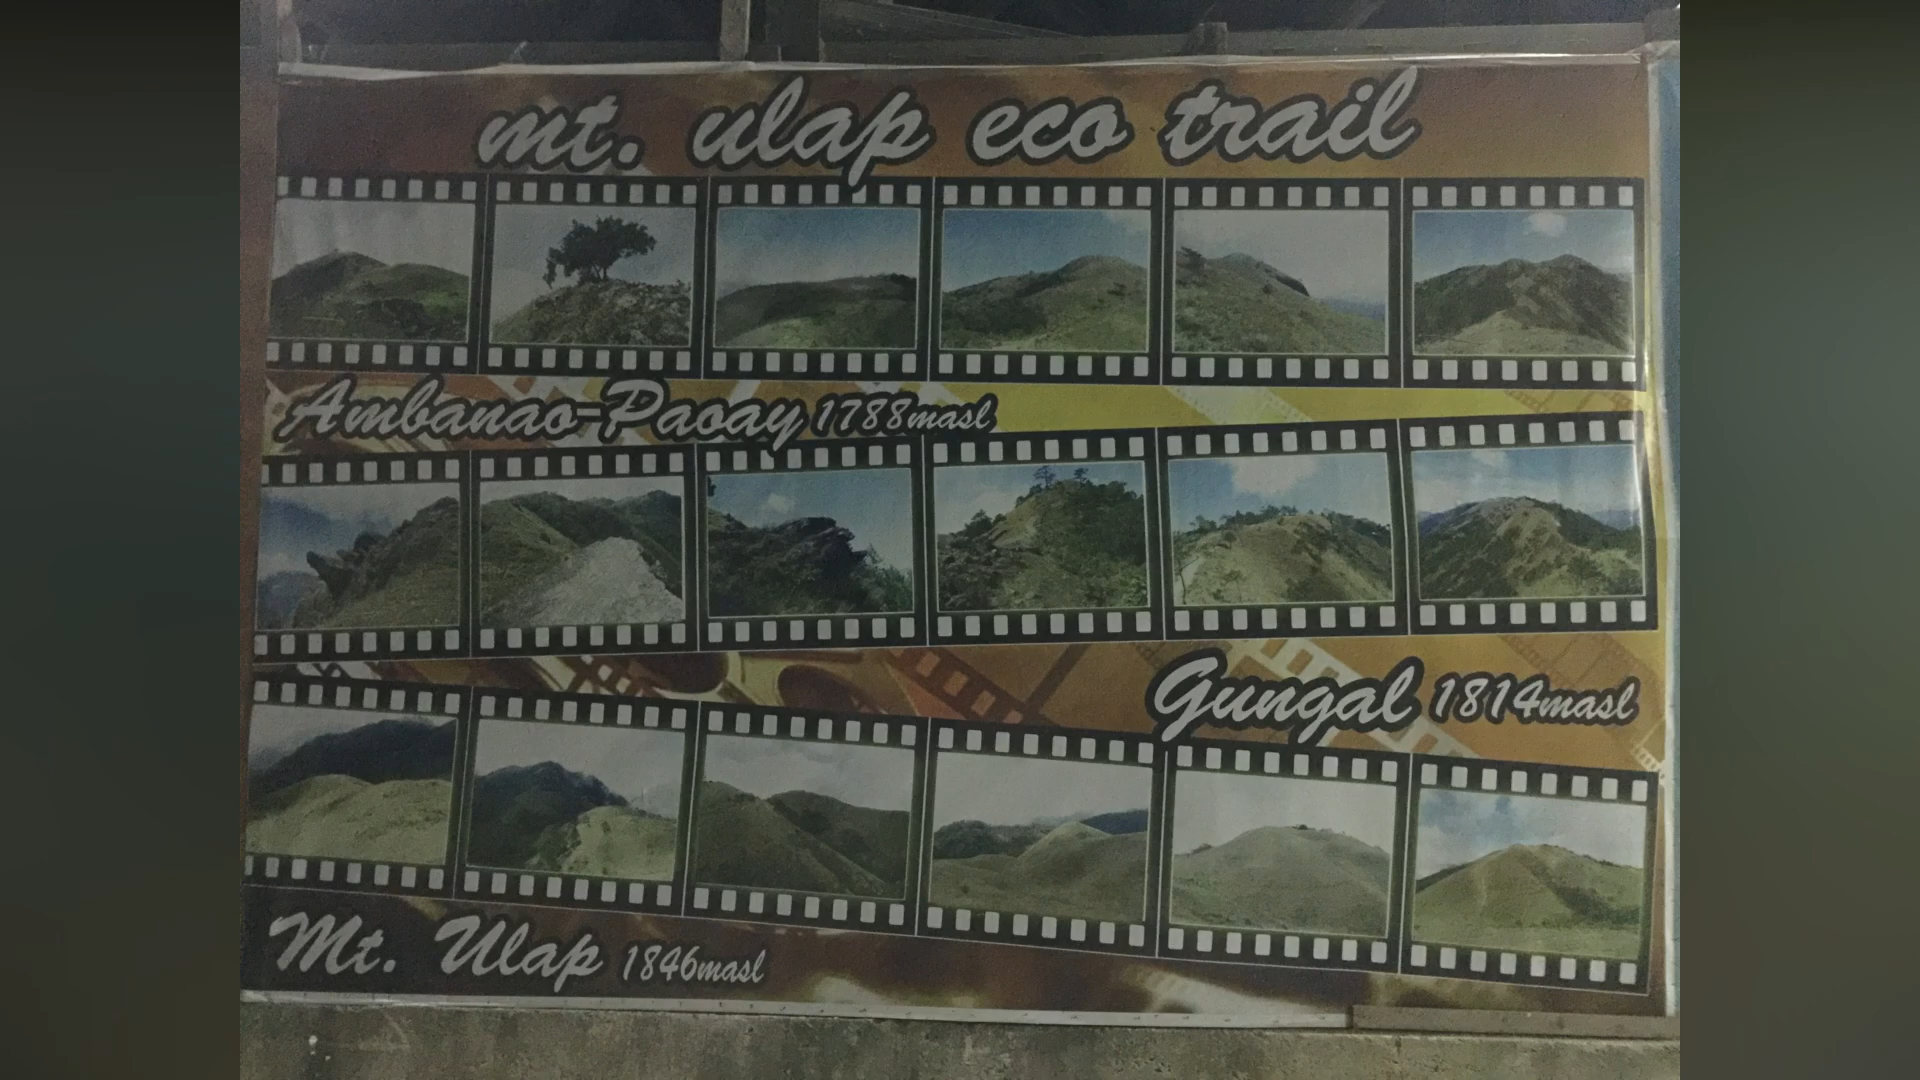 mt. ulap eco trail
Ambanao-Paoay 1788masl
Gungal 1814masl
Mt. Ulap 1846masl